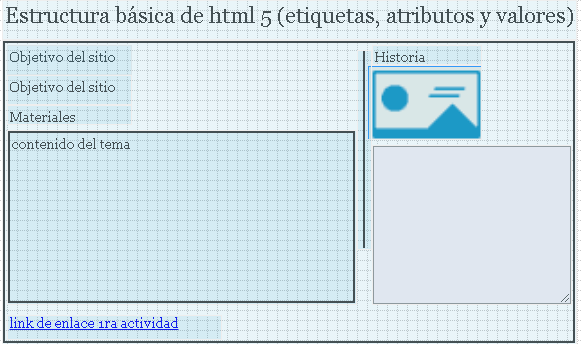 Estructura básica de html 5 (etiquetas, atributos y valores)
Objetivo del sitio
Objetivo del sitio
Materiales
contenido del tema
link de enlace 1ra actividad
Historia